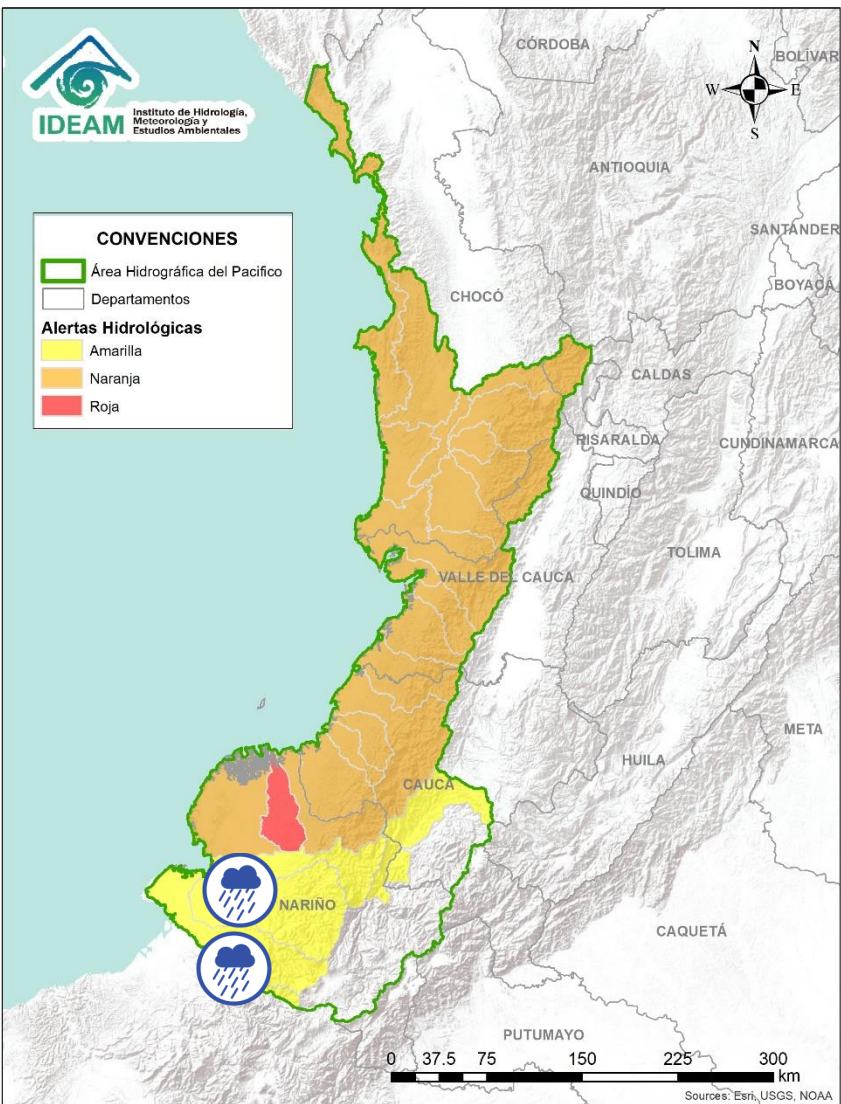 IDEAM
Instituto de Hidrología,
Meteorología y
Estudios Ambientales
CÓRDOBA
BOLÍVAR
N
W
E
S
ANTIOQUIA
SANTANDER
BOYACÁ
CONVENCIONES
Área Hidrográfica del Pacifico
Departamentos
Alertas Hidrológicas
Amarilla
Naranja
Roja
CHOCÓ
CALDAS
RISARALDA
CUNDINAMARCA
QUINDÍO
TOLIMA
VALLE DEL CAUCA
META
HUILA
CAUCA
NARIÑO
CAQUETÁ
PUTUMAYO
0 37.5 75 150 225 300
km
Sources: Esri, USGS, NOAA